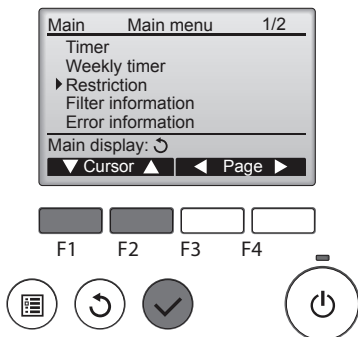 Main Main menu 1/2
Timer
Weekly timer
Restriction
Filter information
Error information
Main display:
Cursor Page
F1 F2 F3 F4